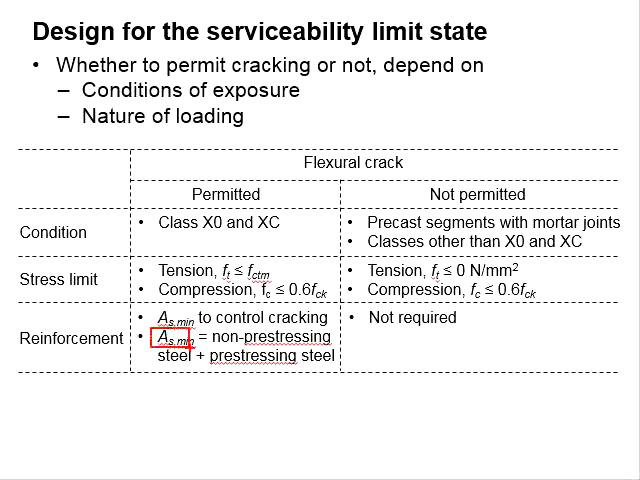 Design for the serviceability limit state
• Whether to permit cracking or not, depend on
– Conditions of exposure
– Nature of loading
Flexural crack
Permitted
Not permitted
Condition
• Class X0 and XC
• Precast segments with mortar joints
• Classes other than X0 and XC
Stress limit
• Tension, ft ≤ fctm
• Compression, fc ≤ 0.6fck
• Tension, ft ≤ 0 N/mm²
• Compression, fc ≤ 0.6fck
Reinforcement
• As,min to control cracking
• As,min = non-prestressing
steel + prestressing steel
• Not required